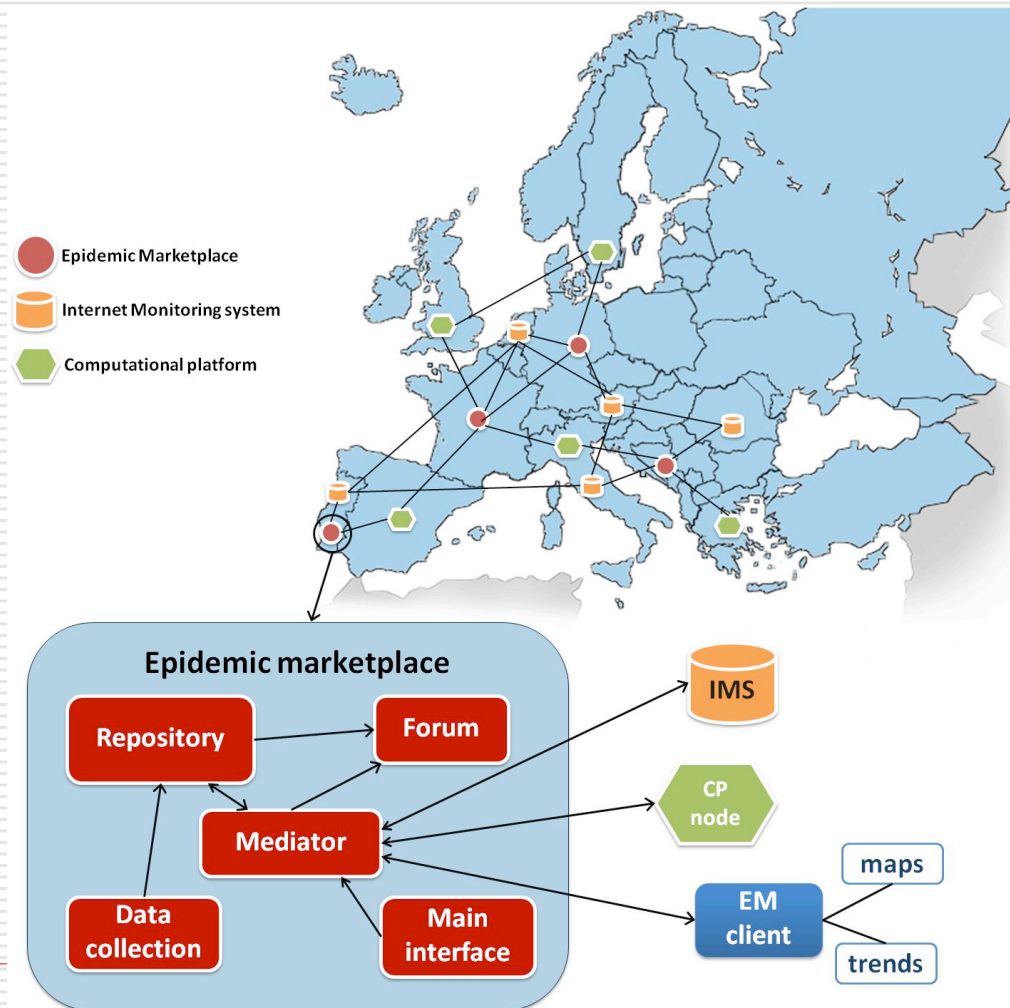 Epidemic Marketplace
Internet Monitoring system
Computational platform
Epidemic marketplace
Repository
Forum
Mediator
Data
collection
Main
interface
IMS
CP
node
EM
client
maps
trends